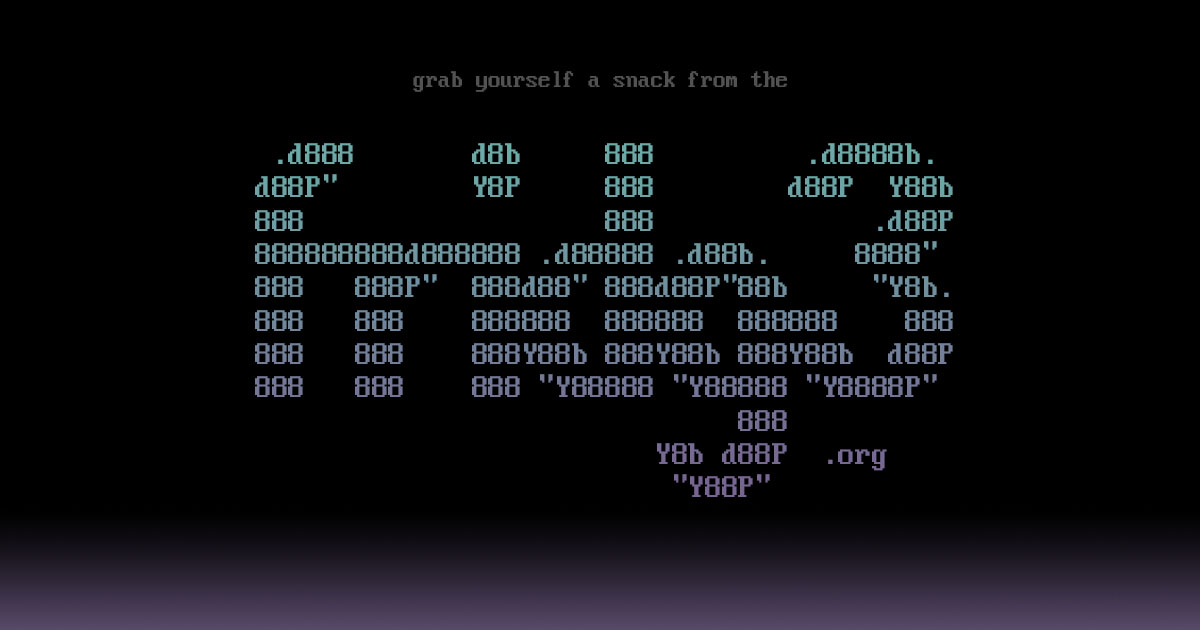 grab yourself a snack from the
 .d888       d8b     888         .d8888b.
d88P"        Y8P     888        d88P  Y88b
888                  888             .d88P
888888888d888888 .d88888 .d88b.     8888"
888   888P"  888d88" 888d88P"88b     "Y8b.
888   888    888888  888888  888888    888
888   888    888Y88b 888Y88b 888Y88b  d88P
888   888    888 "Y88888 "Y88888 "Y8888P"
                             888
                        Y8b d88P  .org
                         "Y88P"